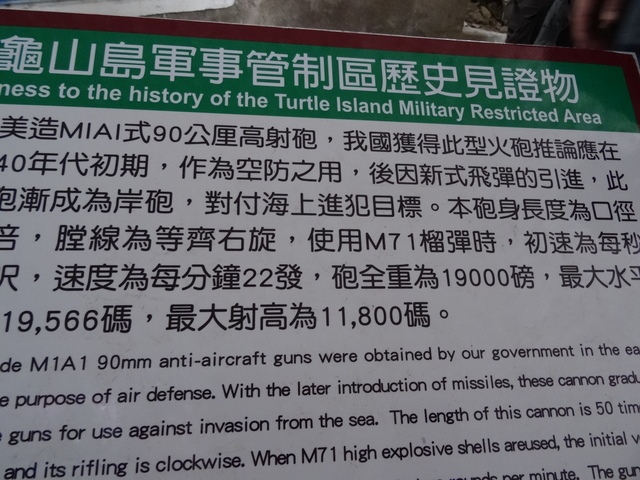 龜山島軍事管制區歷史見證物
ness to the history of the Turtle Island Military Restricted Area
美造MIAI式90公厘高射砲，我國獲得此型火砲推論應在
40年代初期，作為空防之用，後因新式飛彈的引進，此
砲漸成為岸砲，對付海上進犯目標。本砲身長度為口徑
倍，膛線為等齊右旋，使用M71榴彈時，初速為每秒
尺，速度為每分鐘22發，砲全重為19000磅，最大水平
19,566碼，最大射高為11,800碼。
de M1A1 90mm anti-aircraft guns were obtained by our government in the ea
e purpose of air defense. With the later introduction of missiles, these cannon gradu
e guns for use against invasion from the sea. The length of this cannon is 50 time
and its rifling is clockwise. When M71 high explosive shells areused, the initial v
rounds per minute. The gun